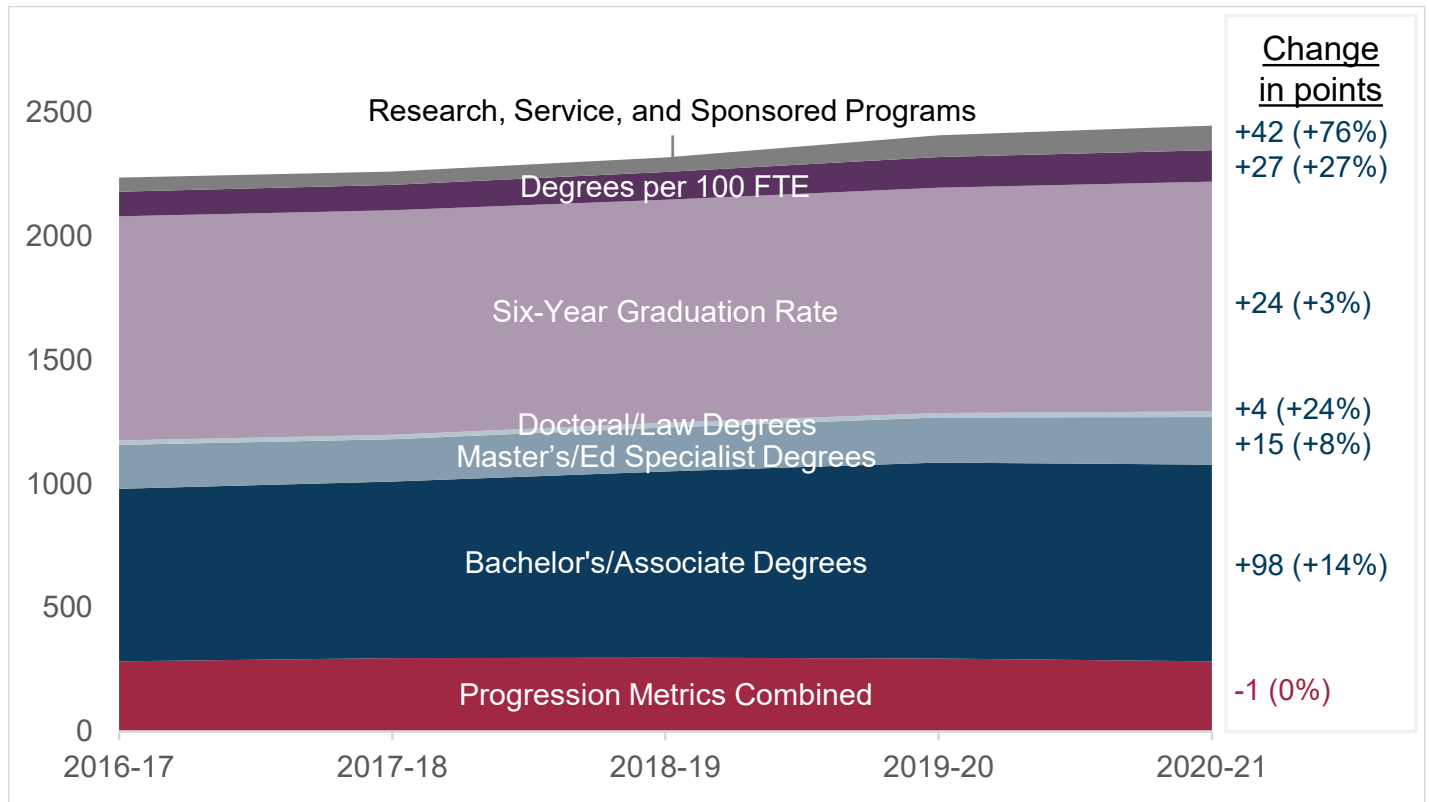 Change
in points
2500
Research, Service, and Sponsored Programs
+42 (+76%)
Degrees per 100 FTE
+27 (+27%)
2000
Six-Year Graduation Rate
+24 (+3%)
1500
Doctoral/Law Degrees
+4 (+24%)
Master’s/Ed Specialist Degrees
+15 (+8%)
1000
Bachelor's/Associate Degrees
+98 (+14%)
500
Progression Metrics Combined
-1 (0%)
0
2016-17 2017-18 2018-19 2019-20 2020-21